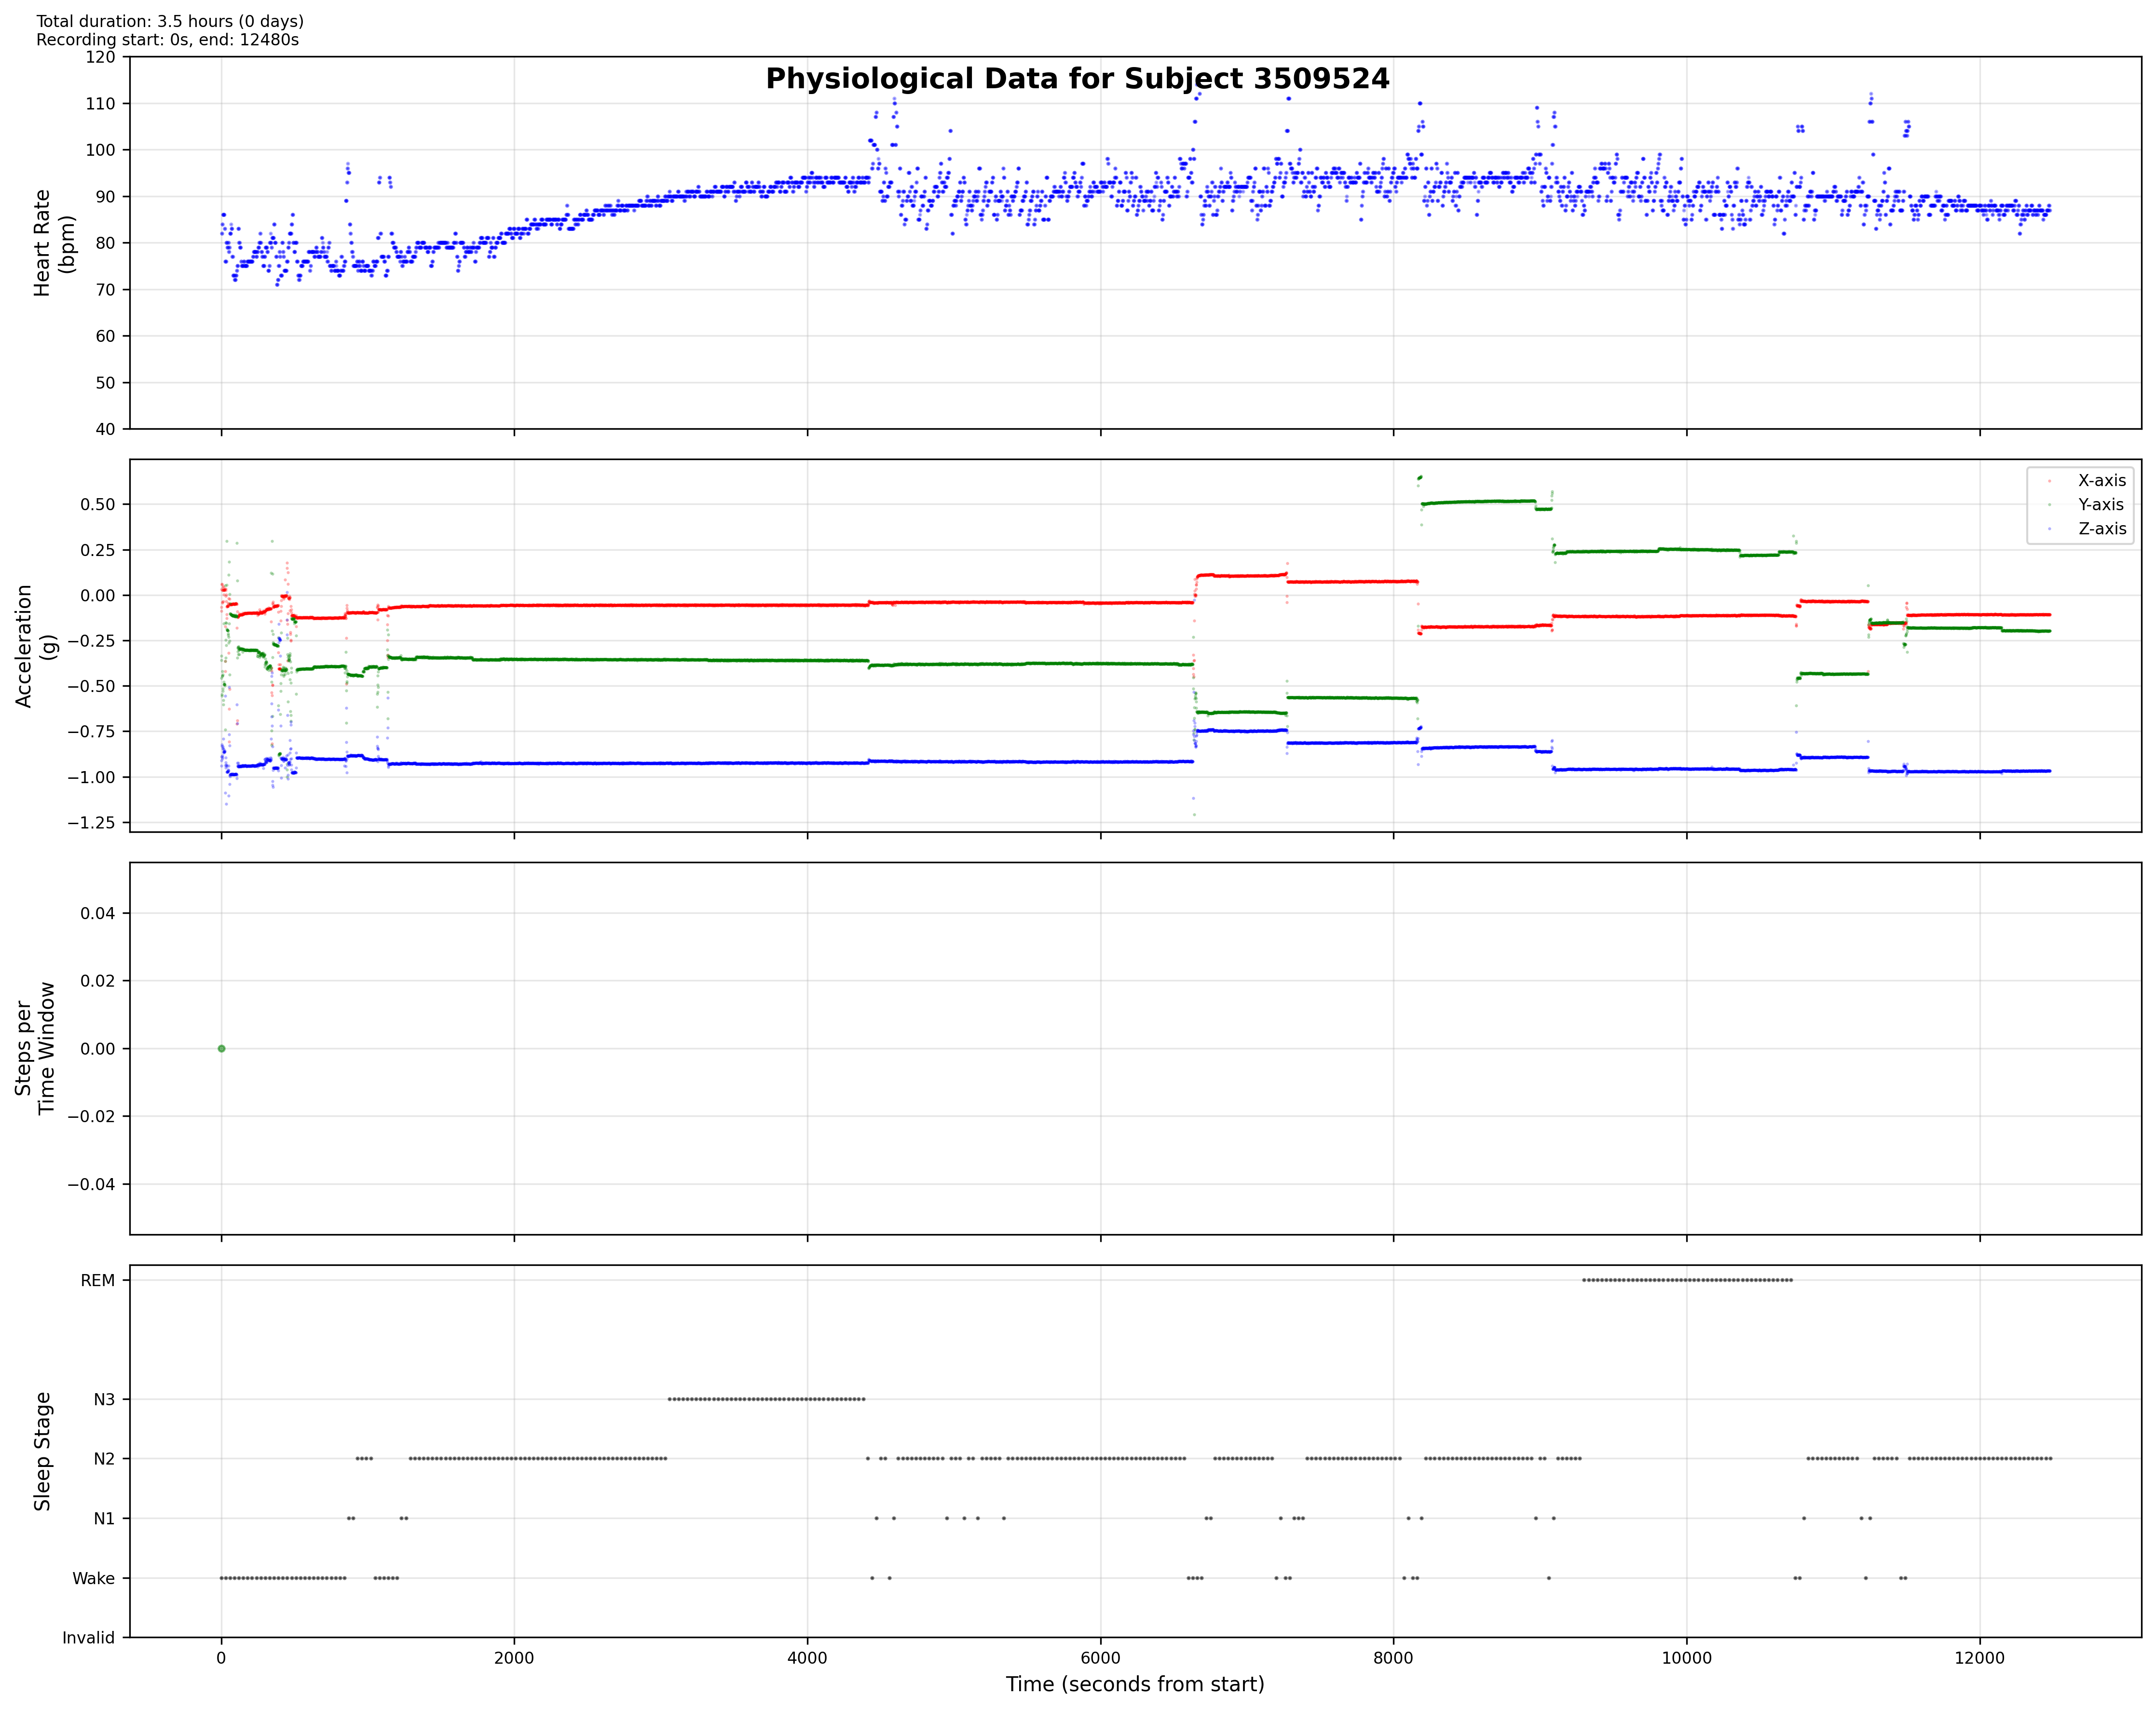 Total duration: 3.5 hours (0 days)
Recording start: 0s, end: 12480s
Physiological Data for Subject 3509524
120
110
100
90
80
70
60
50
40
Heart Rate
(bpm)
0.50
0.25
0.00
−0.25
−0.50
−0.75
−1.00
−1.25
Acceleration
(g)
X-axis
Y-axis
Z-axis
0.04
0.02
0.00
−0.02
−0.04
Steps per
Time Window
REM
N3
N2
N1
Wake
Invalid
Sleep Stage
0
2000
4000
6000
8000
10000
12000
Time (seconds from start)